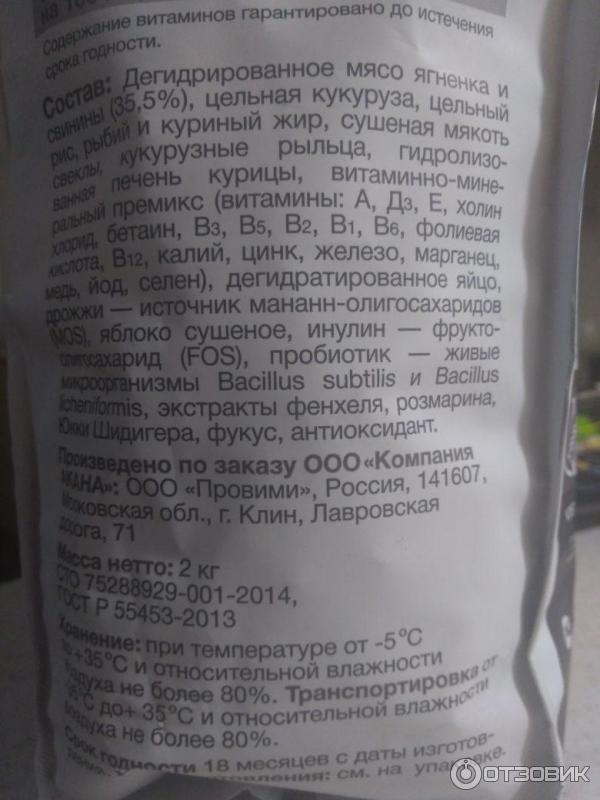 на 100
Содержание витаминов гарантировано до истечения
срока годности.
Состав: Дегидрированное мясо ягненка и
свинины (35,5%), цельная кукуруза, цельный
рис, рыбий и куриный жир, сушеная мякоть
свеклы, кукурузные рыльца, гидролизо-
ванная печень курицы, витаминно-мине-
ральный премикс (витамины: А, Д3, Е, холин
хлорид, бетаин, В3, В5, В2, В1, В6, фолиевая
кислота, В12, калий, цинк, железо, марганец,
медь, йод, селен), дегидратированное яйцо,
дрожжи — источник мананн-олигосахаридов
(MOS), яблоко сушеное, инулин — фрукто-
олигосахарид (FOS), пробиотик — живые
микроорганизмы Bacillus subtilis и Bacillus
licheniformis, экстракты фенхеля, розмарина,
Юкки Шидигера, фукус, антиоксидант.
Произведено по заказу ООО «Компания
АКАНА»: ООО «Провими», Россия, 141607,
Московская обл., г. Клин, Лавровская
дорога, 71
Масса нетто: 2 кг
СТО 75288929-001-2014,
ГОСТ Р 55453-2013
Хранение: при температуре от -5°С
до +35°С и относительной влажности
воздуха не более 80%. Транспортировка от
°С до+ 35°С и относительной влажности
воздуха не более 80%.
Срок годности 18 месяцев с даты изготов-
ления. см. на упаковке.
ОТЗОВИК